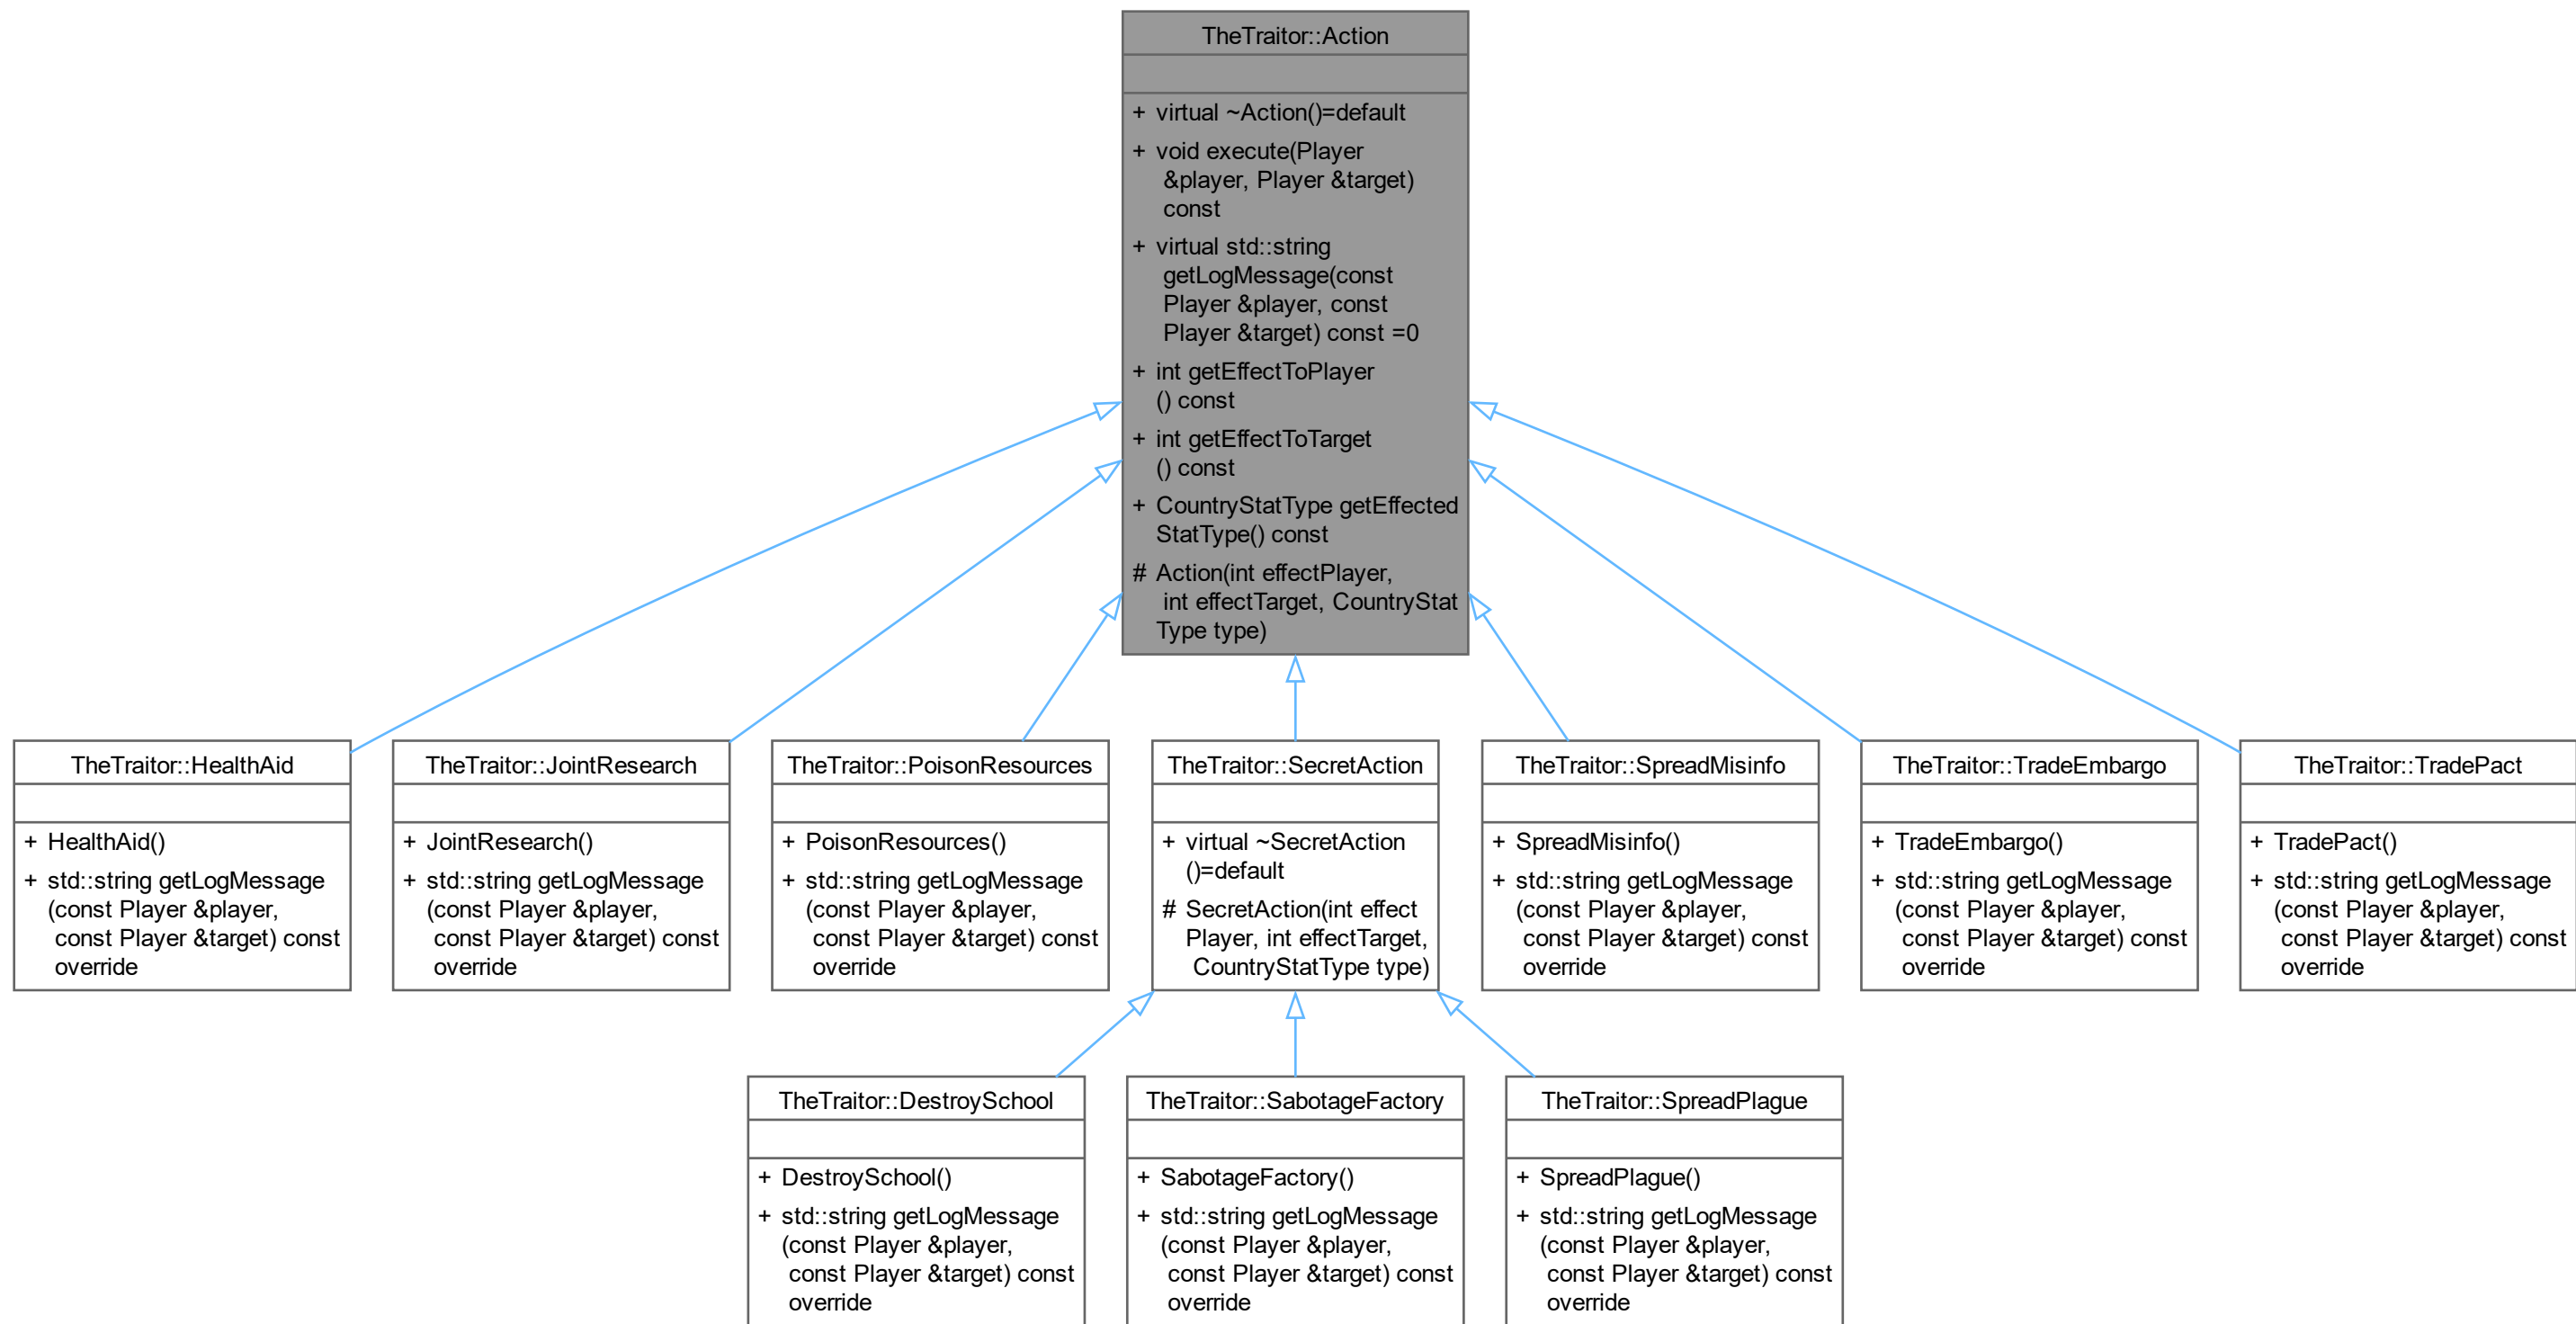 TheTraitor::Action
+ virtual ~Action()=default
+ void execute(Player
&player, Player &target)
const
+ virtual std::string
getLogMessage(const
Player &player, const
Player &target) const =0
+ int getEffectToPlayer
() const
+ int getEffectToTarget
() const
+ CountryStatType getEffected
StatType() const
# Action(int effectPlayer,
int effectTarget, CountryStat
Type type)
TheTraitor::HealthAid
+ HealthAid()
+ std::string getLogMessage
(const Player &player,
const Player &target) const
override
TheTraitor::JointResearch
+ JointResearch()
+ std::string getLogMessage
(const Player &player,
const Player &target) const
override
TheTraitor::PoisonResources
+ PoisonResources()
+ std::string getLogMessage
(const Player &player,
const Player &target) const
override
TheTraitor::SecretAction
+ virtual ~SecretAction
()=default
# SecretAction(int effect
Player, int effectTarget,
CountryStatType type)
TheTraitor::SpreadMisinfo
+ SpreadMisinfo()
+ std::string getLogMessage
(const Player &player,
const Player &target) const
override
TheTraitor::TradeEmbargo
+ TradeEmbargo()
+ std::string getLogMessage
(const Player &player,
const Player &target) const
override
TheTraitor::TradePact
+ TradePact()
+ std::string getLogMessage
(const Player &player,
const Player &target) const
override
TheTraitor::DestroySchool
+ DestroySchool()
+ std::string getLogMessage
(const Player &player,
const Player &target) const
override
TheTraitor::SabotageFactory
+ SabotageFactory()
+ std::string getLogMessage
(const Player &player,
const Player &target) const
override
TheTraitor::SpreadPlague
+ SpreadPlague()
+ std::string getLogMessage
(const Player &player,
const Player &target) const
override